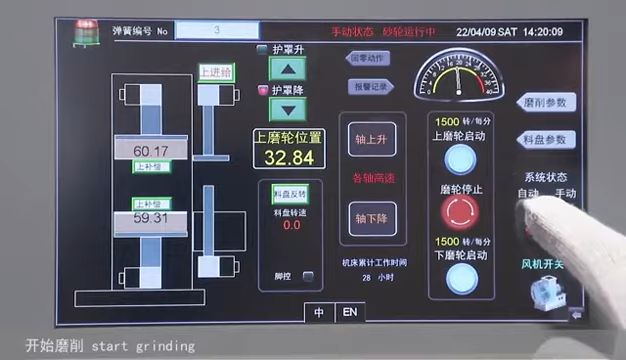 弹簧编号 No 3 手动状态 砂轮运行中 22/04/09 SAT 14:20:09
护罩升
回零动作
护罩降
报警记录
上进给
磨削参数
料盘参数
1500 转/每分
上磨轮启动
上磨轮位置
32.84
轴上升
60.17
上补偿
系统状态
自动 手动
各轴高速
磨轮停止
料盘反转
料盘转速
0.0
上补偿
59.31
轴下降
1500 转/每分
下磨轮启动
风机开关
机床累计工作时间
28 小时
脚控
中 EN
开始磨削 start grinding